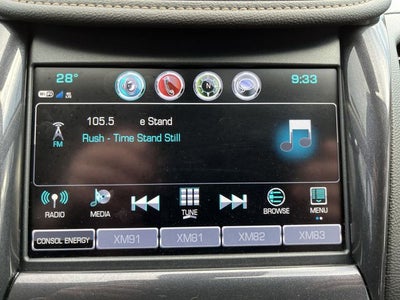 28° 9:33
N
105.5 e Stand
Rush - Time Stand Still
FM
RADIO MEDIA TUNE BROWSE MENU
CONSOL ENERGY XM91 XM81 XM82 XM83